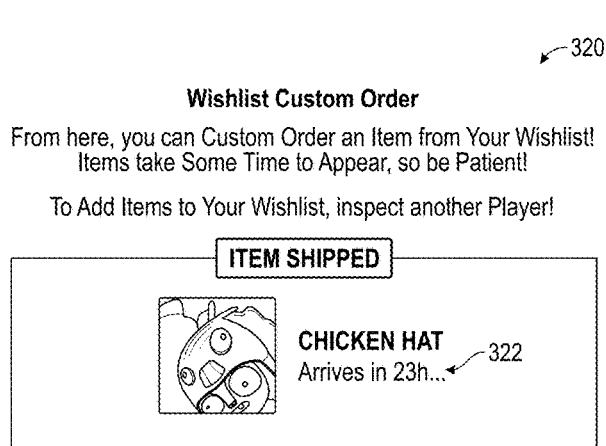 320
Wishlist Custom Order
From here, you can Custom Order an Item from Your Wishlist!
Items take Some Time to Appear, so be Patient!
To Add Items to Your Wishlist, inspect another Player!
ITEM SHIPPED
CHICKEN HAT
Arrives in 23h... 322